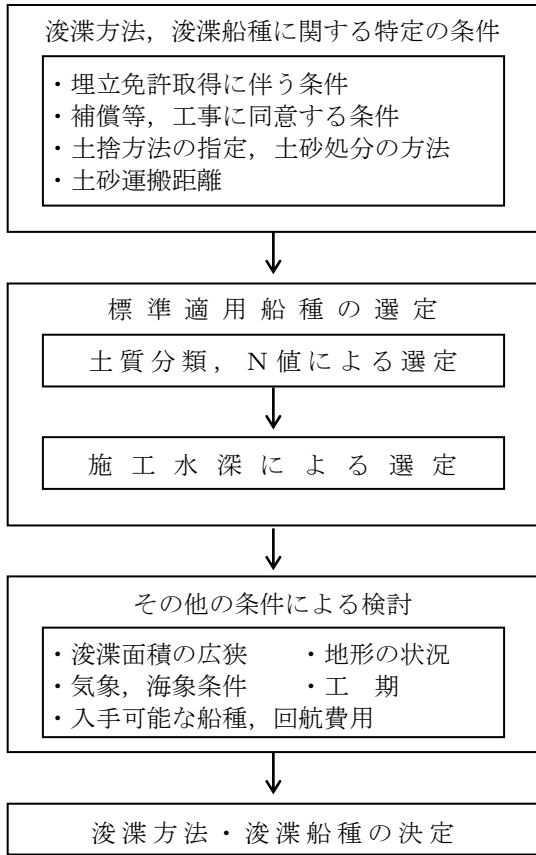 浚渫方法，浚渫船種に関する特定の条件
・埋立免許取得に伴う条件
・補償等，工事に同意する条件
・土捨方法の指定，土砂処分の方法
・土砂運搬距離
標準適用船種の選定
土質分類，Ｎ値による選定
施工水深による選定
その他の条件による検討
・浚渫面積の広狭　・地形の状況
・気象，海象条件　・工　期
・入手可能な船種，回航費用
浚渫方法・浚渫船種の決定